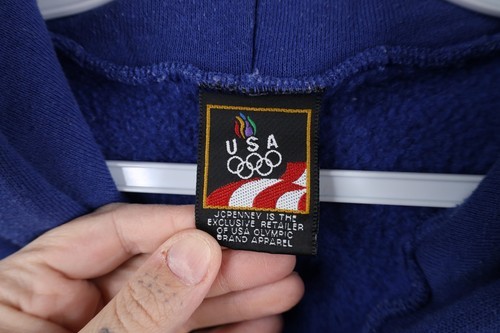 USA
JCPENNEY IS THE
EXCLUSIVE RETAILER
OF USA OLYMPIC
BRAND APPAREL